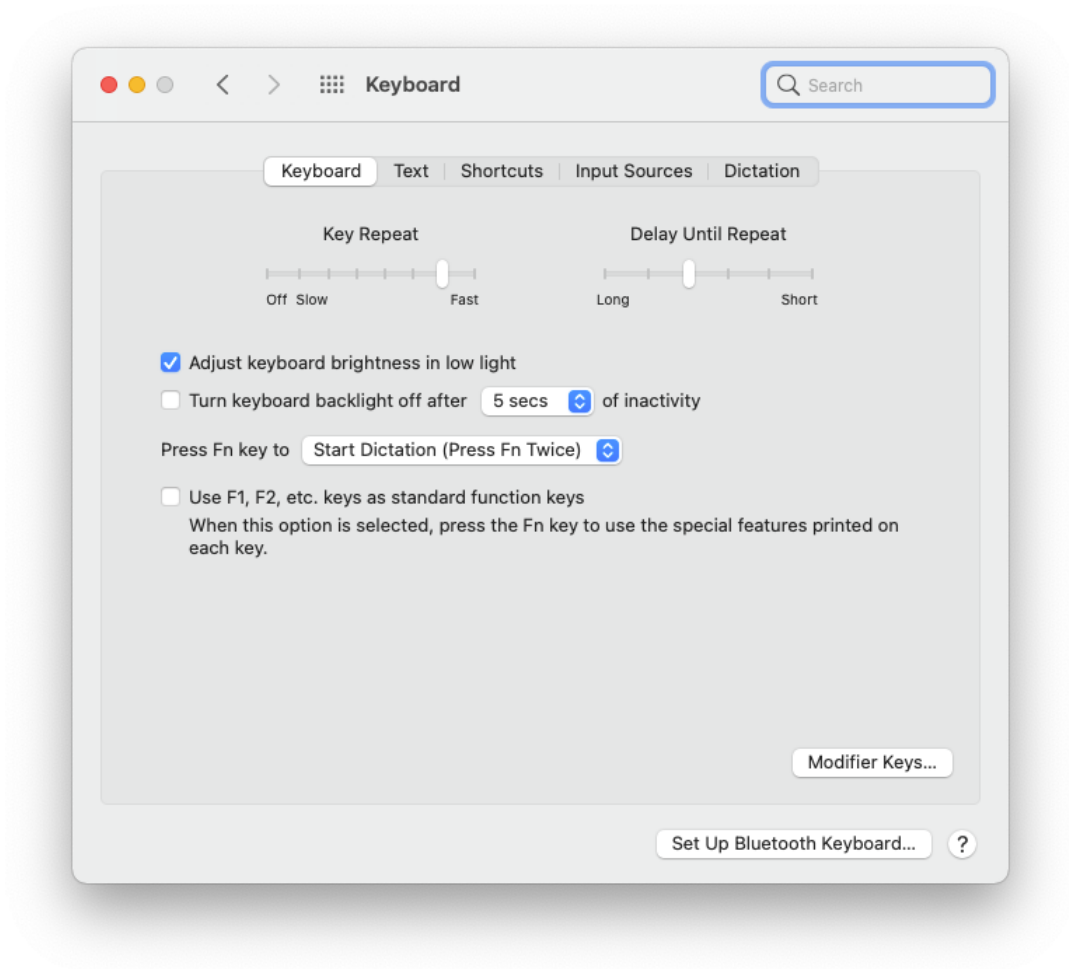 Keyboard
Search
Keyboard Text Shortcuts Input Sources Dictation
Key Repeat
Delay Until Repeat
Off Slow Fast
Long Short
Adjust keyboard brightness in low light
Turn keyboard backlight off after 5 secs of inactivity
Press Fn key to Start Dictation (Press Fn Twice)
Use F1, F2, etc. keys as standard function keys
When this option is selected, press the Fn key to use the special features printed on
each key.
Modifier Keys...
Set Up Bluetooth Keyboard... ?